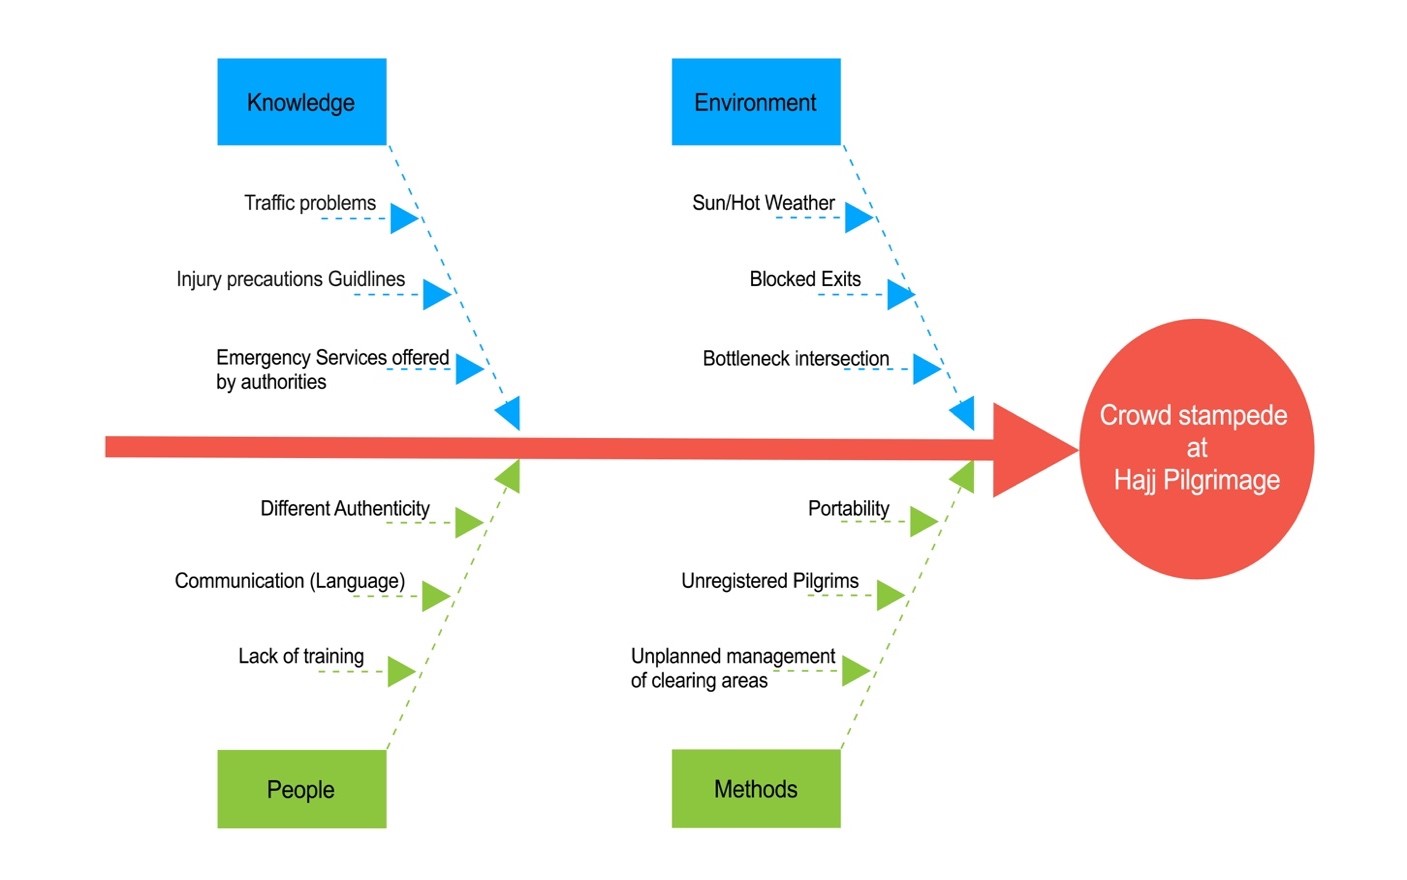 Knowledge
Environment
Traffic problems
Injury precautions Guidlines
Emergency Services offered
by authorities
Sun/Hot Weather
Blocked Exits
Bottleneck intersection
Crowd stampede
at
Hajj Pilgrimage
Different Authenticity
Communication (Language)
Lack of training
Portability
Unregistered Pilgrims
Unplanned management
of clearing areas
People
Methods